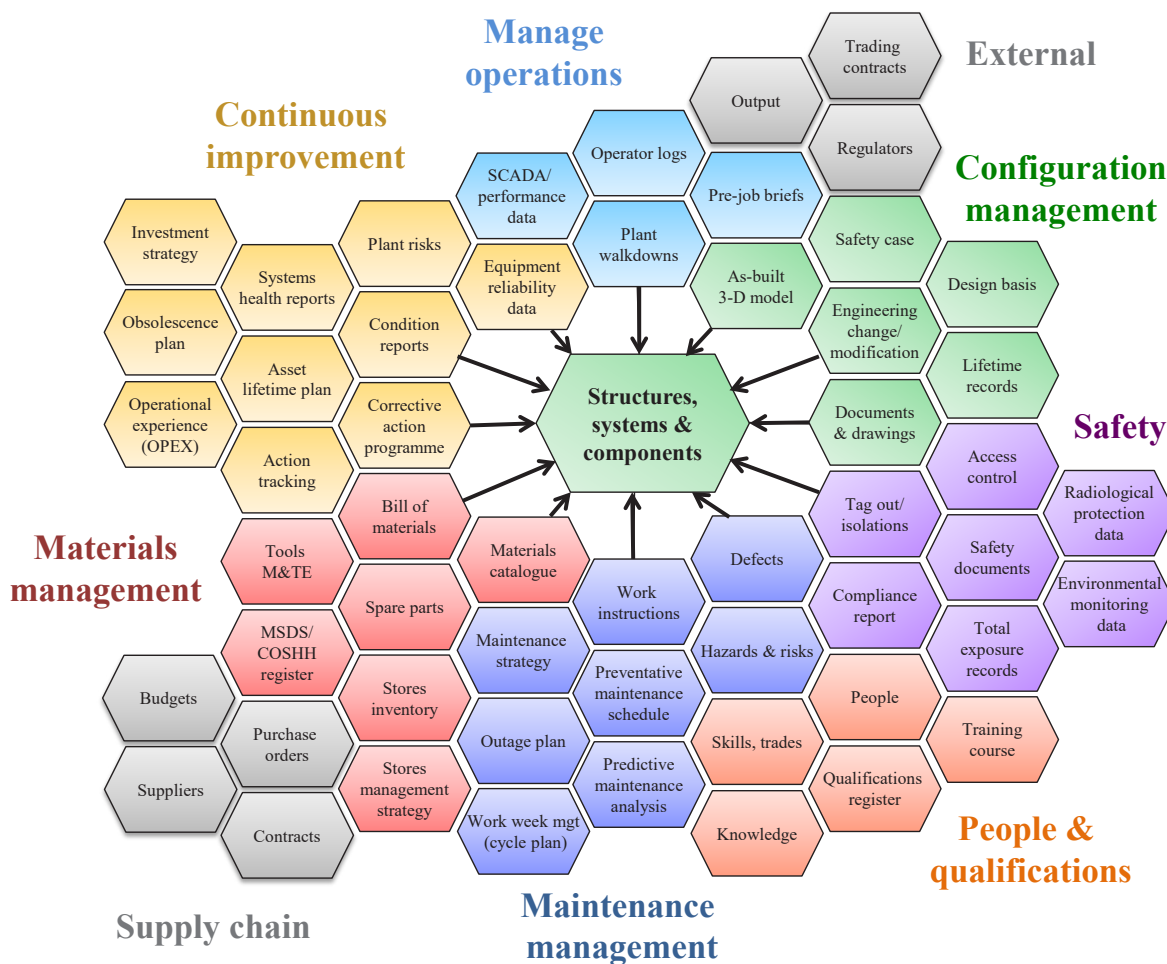 Manage
operations
External
Trading
contracts
Output
Regulators
Continuous
improvement
Operator logs
SCADA/
performance
data
Pre-job briefs
Plant
walkdowns
Configuration
management
Investment
strategy
Plant risks
Systems
health reports
Equipment
reliability
data
As-built
3-D model
Safety case
Design basis
Obsolescence
plan
Condition
reports
Engineering
change/
modification
Asset
lifetime plan
Lifetime
records
Operational
experience
(OPEX)
Corrective
action
programme
Structures,
systems &
components
Documents
& drawings
Safety
Action
tracking
Access
control
Bill of
materials
Tag out/
isolations
Radiological
protection
data
Materials
management
Tools
M&TE
Materials
catalogue
Defects
Safety
documents
Spare parts
Work
instructions
Compliance
report
Environmental
monitoring
data
MSDS/
COSHH
register
Maintenance
strategy
Hazards & risks
Total
exposure
records
Budgets
Stores
inventory
Preventative
maintenance
schedule
People
Purchase
orders
Outage plan
Skills, trades
Training
course
Suppliers
Stores
management
strategy
Predictive
maintenance
analysis
Qualifications
register
Contracts
Work week mgt
(cycle plan)
Knowledge
People &
qualifications
Supply chain
Maintenance
management